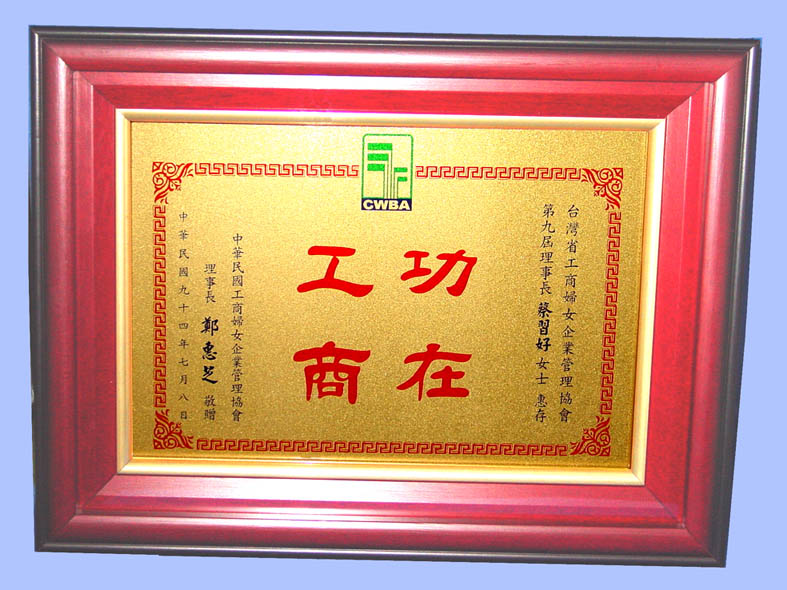 CWBA
台灣省工商婦女企業管理協會
第九屆理事長 蔡習好 女士 惠存
功在
工商
中華民國工商婦女企業管理協會
理事長 鄭惠芝 敬贈
中華民國九十四年七月八日